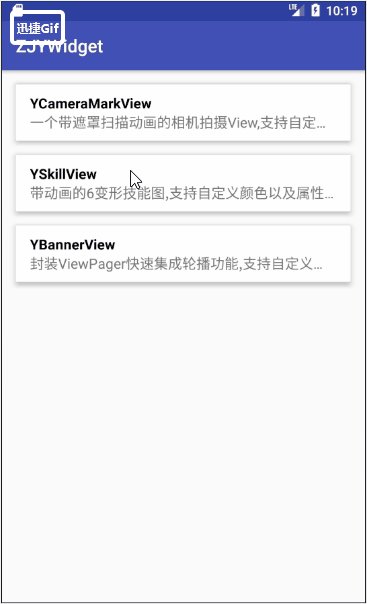 LTE 10:19
迅捷Gif
ZJYWidget
YCameraMarkView
一个带遮罩扫描动画的相机拍摄View,支持自定...
YSkillView
带动画的6变形技能图,支持自定义颜色以及属性...
YBannerView
封装ViewPager快速集成轮播功能,支持自定义...